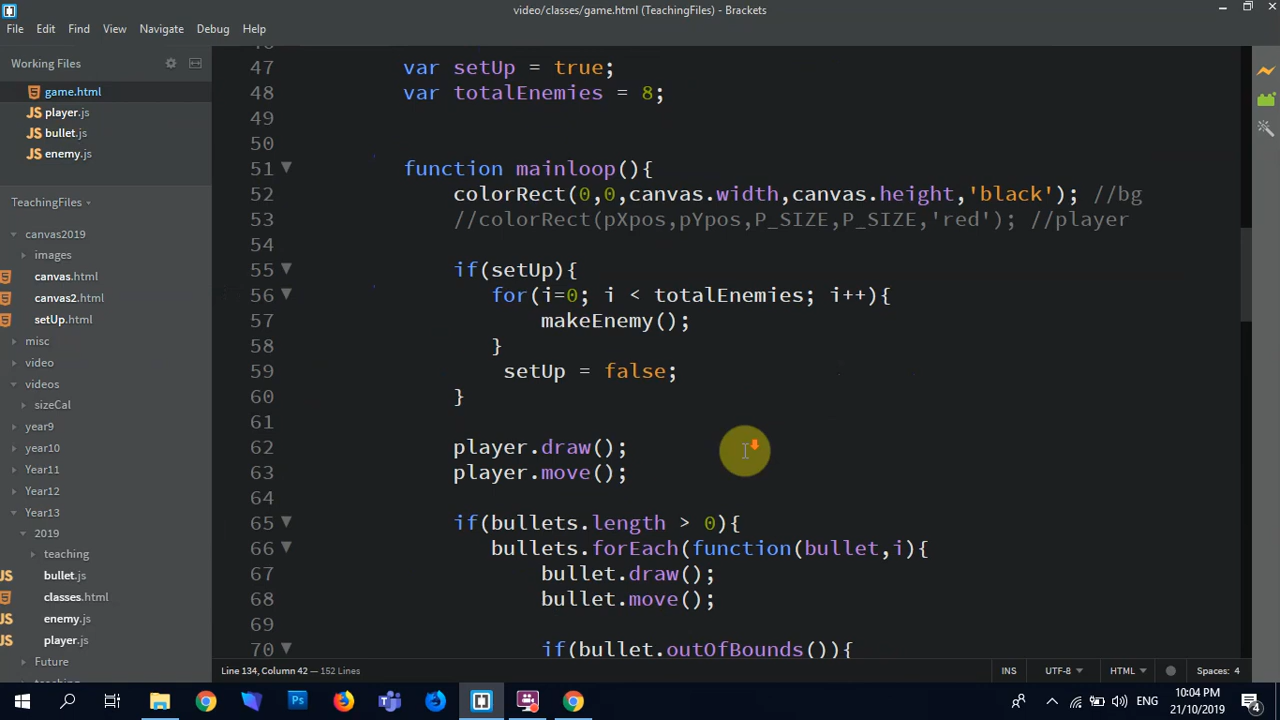 video/classes/game.html (TeachingFiles) - Brackets
File Edit Find View Navigate Debug Help
Working Files
game.html
player.js
bullet.js
enemy.js
TeachingFiles
canvas2019
images
canvas.html
canvas2.html
setUp.html
misc
video
videos
sizeCal
year9
year10
Year11
Year12
Year13
2019
teaching
bullet.js
classes.html
enemy.js
player.js
Future
47 var setUp = true;
48 var totalEnemies = 8;
49
50
51 function mainloop(){
52 colorRect(0,0,canvas.width,canvas.height,'black'); //bg
53 //colorRect(pXpos,pYpos,P_SIZE,P_SIZE,'red'); //player
54
55 if(setUp){
56 for(i=0; i < totalEnemies; i++){
57 makeEnemy();
58 }
59 setUp = false;
60 }
61
62 player.draw();
63 player.move();
64
65 if(bullets.length > 0){
66 bullets.forEach(function(bullet,i){
67 bullet.draw();
68 bullet.move();
69
70 if(bullet.outOfBounds()){
Line 134, Column 42 — 152 Lines
INS UTF-8 HTML Spaces: 4
ENG
10:04 PM
21/10/2019
4